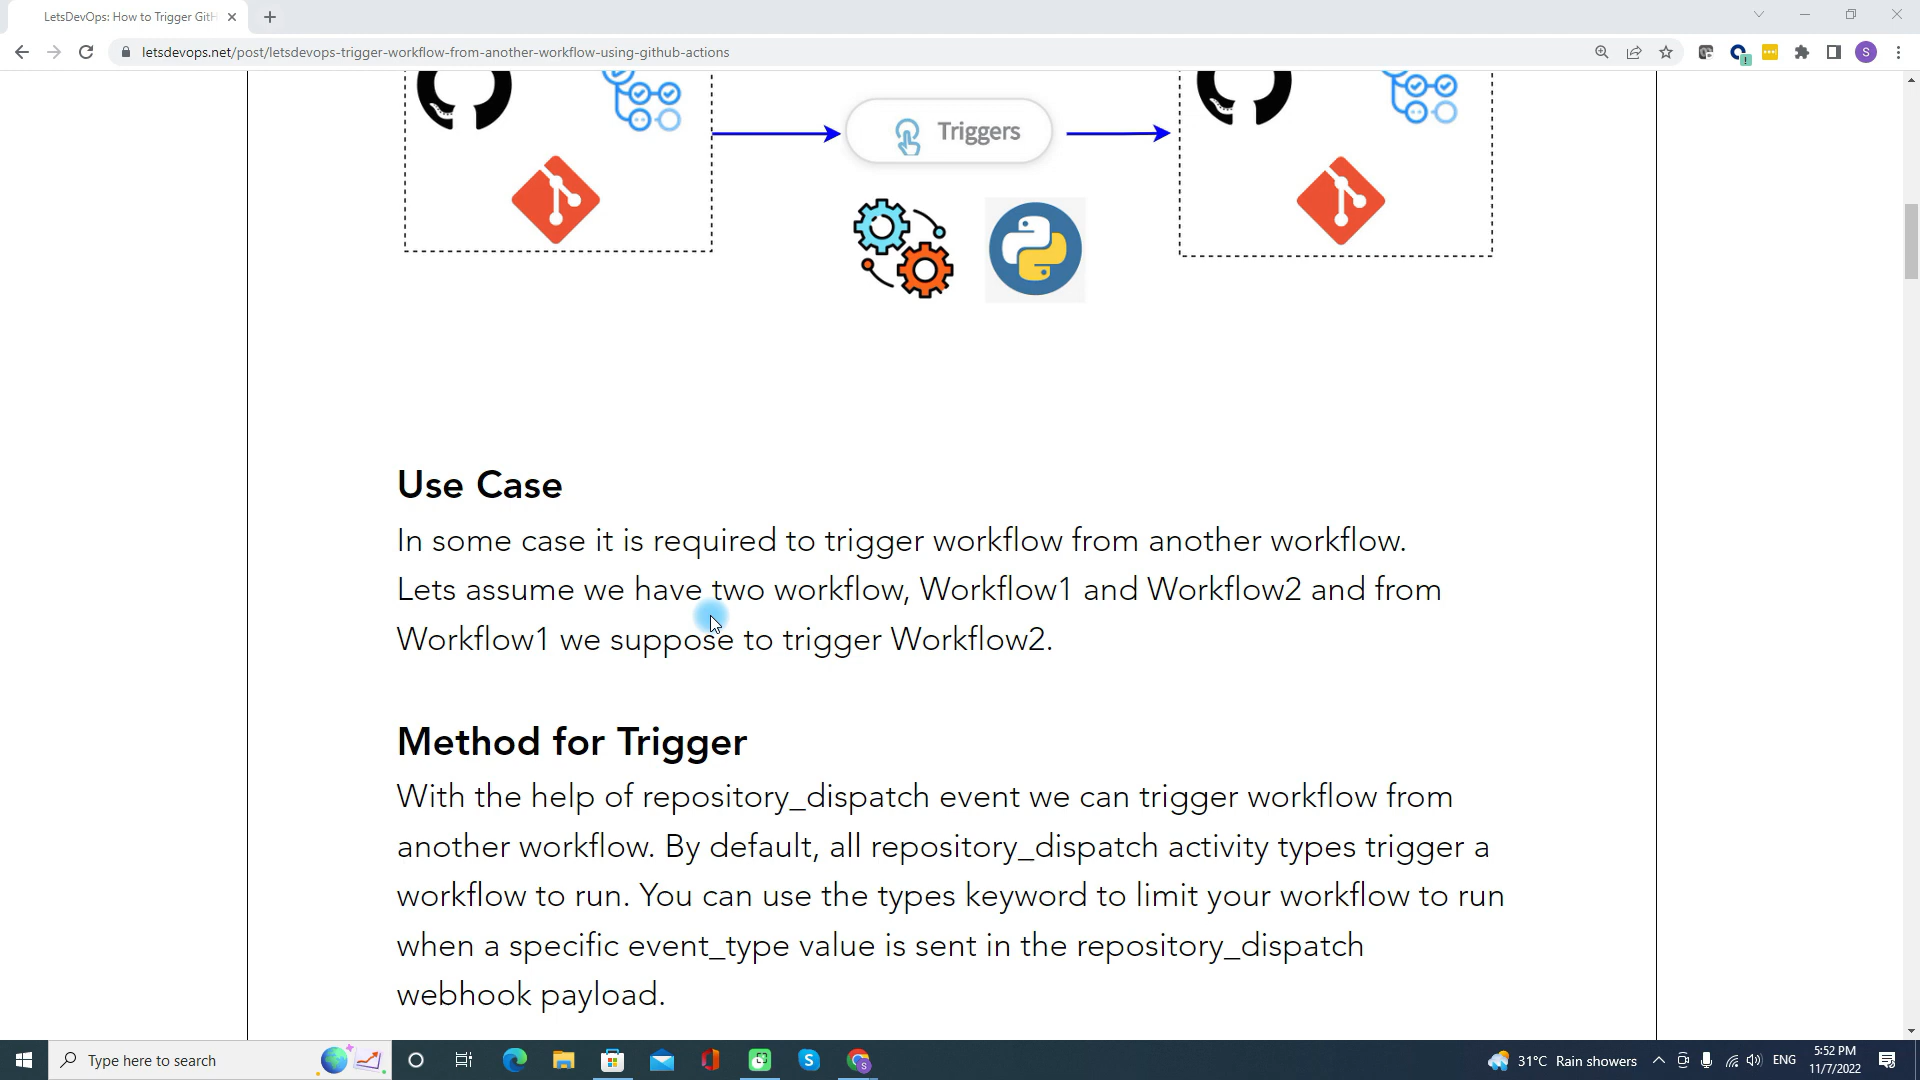 LetsDevOps: How to Trigger GitH
letsdevops.net/post/letsdevops-trigger-workflow-from-another-workflow-using-github-actions
S
Triggers
Use Case
In some case it is required to trigger workflow from another workflow.
Lets assume we have two workflow, Workflow1 and Workflow2 and from
Workflow1 we suppose to trigger Workflow2.
Method for Trigger
With the help of repository_dispatch event we can trigger workflow from
another workflow. By default, all repository_dispatch activity types trigger a
workflow to run. You can use the types keyword to limit your workflow to run
when a specific event_type value is sent in the repository_dispatch
webhook payload.
Type here to search
31°C Rain showers
ENG
5:52 PM
11/7/2022